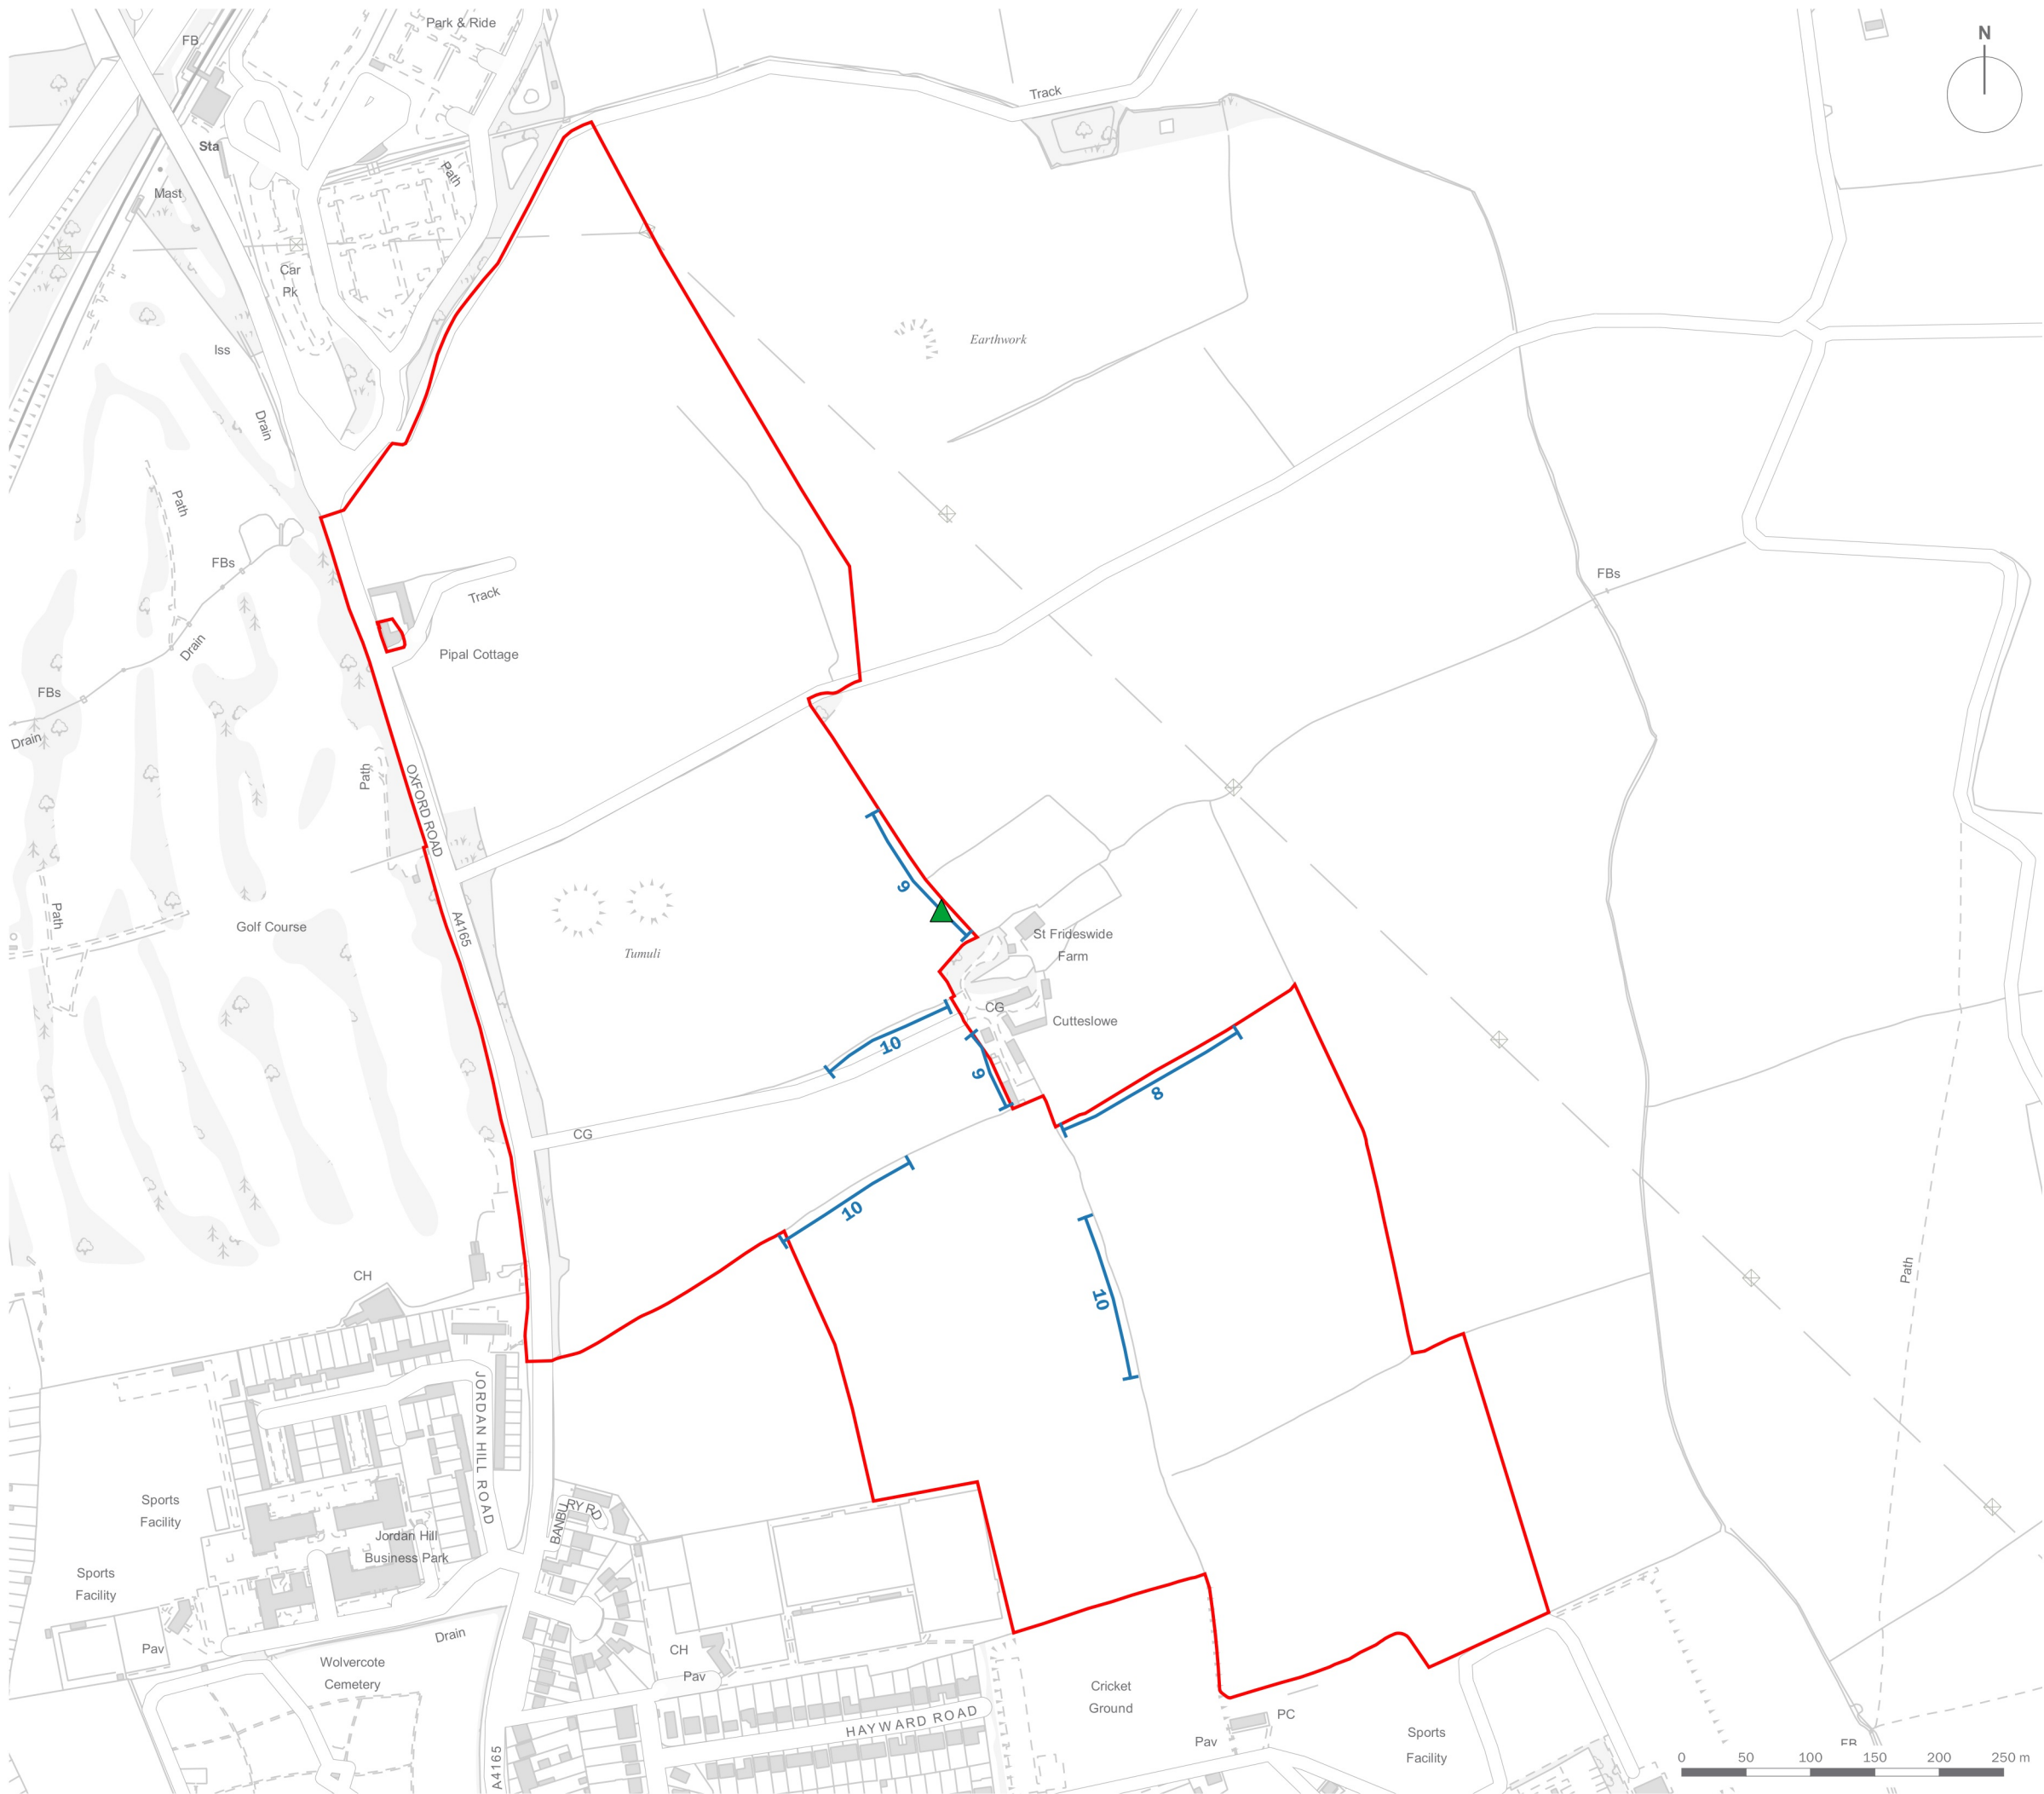 Park & Ride
FB
N
Track
Sta
Path
Mast
Car
Pk
Earthwork
Iss
Drain
Path
FBs
FBs
Track
Drain
Pipal Cottage
FBs
Drain
Path
OXFORD ROAD
9
Path
Golf Course
A4165
Tumuli
St Frideswide
Farm
CG
Cutteslowe
10
9
8
CG
10
CH
10
Path
JORDAN HILL ROAD
Sports
Facility
BANBU
RY RD
Jordan Hill
Business Park
Sports
Facility
Drain
Pav
CH
Wolvercote
Cemetery
Pav
Cricket
Ground
HAYWARD ROAD
PC
Pav
Sports
Facility
A4165
FB
0 50 100 150 200 250 m